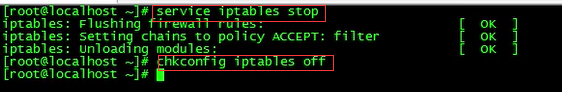 [root@localhost ~]# service iptables stop
iptables: Flushing firewall rules: [ OK ]
iptables: Setting chains to policy ACCEPT: filter [ OK ]
iptables: Unloading modules: [ OK ]
[root@localhost ~]# chkconfig iptables off
[root@localhost ~]#